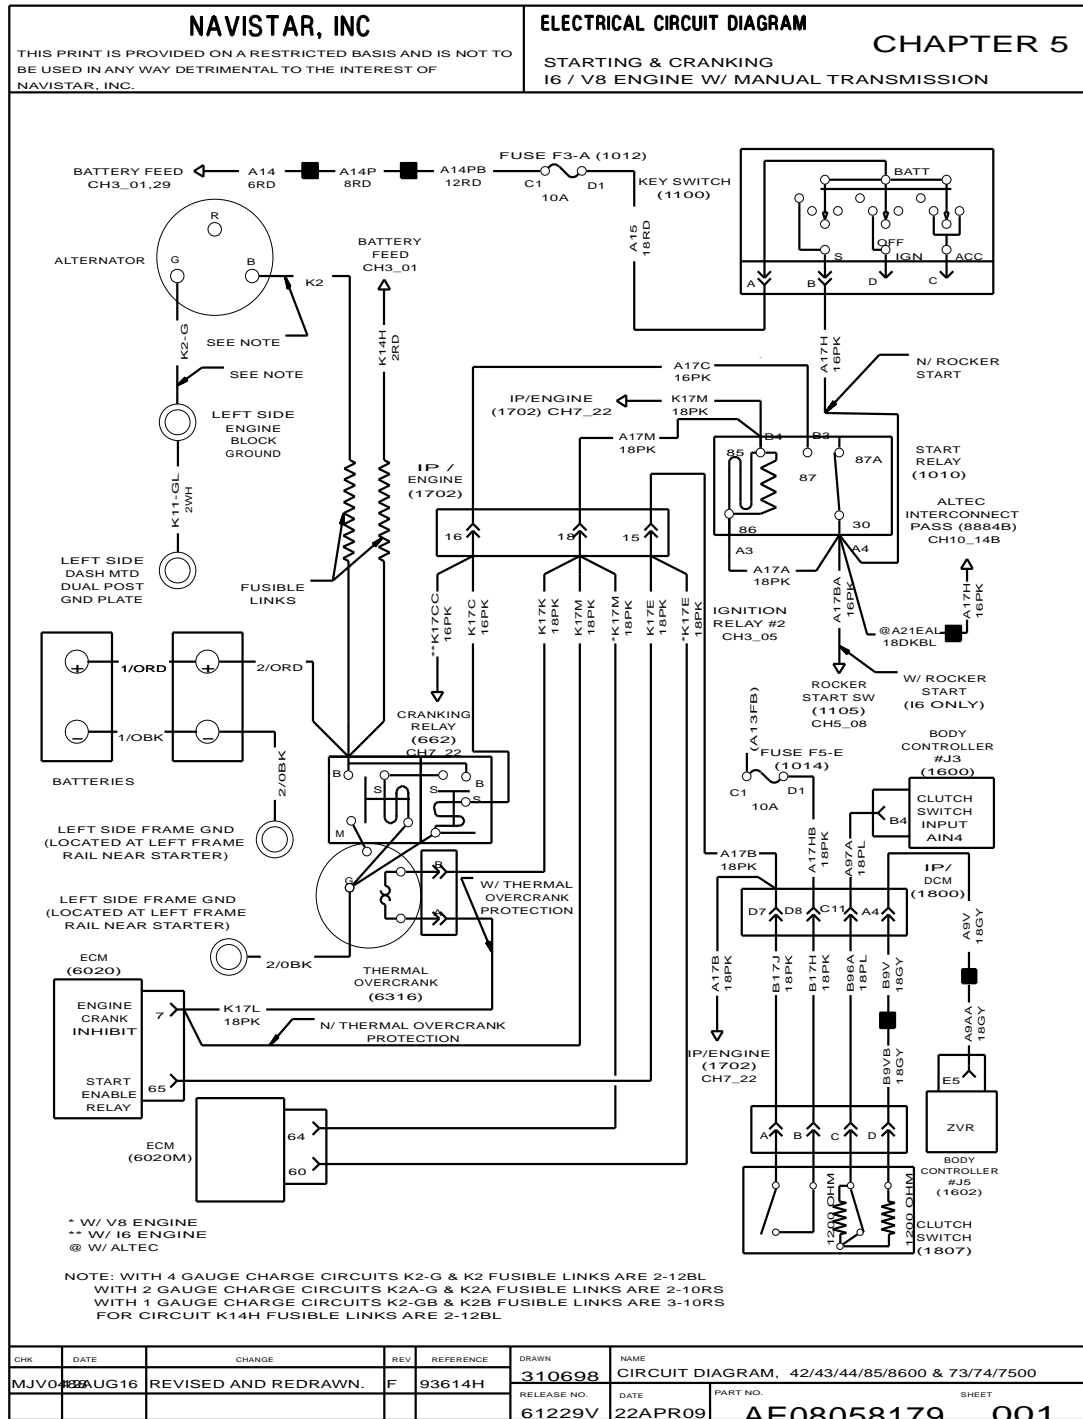 NAVISTAR, INC
THIS PRINT IS PROVIDED ON A RESTRICTED BASIS AND IS NOT TO
BE USED IN ANY WAY DETRIMENTAL TO THE INTEREST OF
NAVISTAR, INC.
ELECTRICAL CIRCUIT DIAGRAM
CHAPTER 5
STARTING & CRANKING
I6 / V8 ENGINE W/ MANUAL TRANSMISSION
BATTERY FEED
CH3_01,29
A14
6RD
A14P
8RD
A14PB
12RD
FUSE F3-A (1012)
C1
D1
10A
KEY SWITCH
(1100)
A15
18RD
BATT
OFF
S
IGN
ACC
A
B
D
C
ALTERNATOR
R
G
B
K2
K2-G
SEE NOTE
SEE NOTE
BATTERY
FEED
CH3_01
K14H
2RD
A17H
16PK
N/ ROCKER
START
A17C
16PK
IP/ENGINE
(1702) CH7_22
K17M
18PK
A17M
18PK
LEFT SIDE
ENGINE
BLOCK
GROUND
K11-GL
2WH
LEFT SIDE
DASH MTD
DUAL POST
GND PLATE
FUSIBLE
LINKS
IP /
ENGINE
(1702)
16
18
15
B4
B3
85
87
87A
86
30
A3
A4
START
RELAY
(1010)
ALTEC
INTERCONNECT
PASS (8884B)
CH10_14B
A17A
18PK
A17BA
16PK
A17H
16PK
@A21EAL
18DKBL
IGNITION
RELAY #2
CH3_05
**K17CC
16PK
K17C
16PK
K17K
18PK
K17M
18PK
*K17M
18PK
K17E
18PK
*K17E
18PK
ROCKER
START SW
(1105)
CH5_08
W/ ROCKER
START
(I6 ONLY)
+
+
1/ORD
2/ORD
−
−
1/OBK
BATTERIES
2/0BK
CRANKING
RELAY
(662)
CH7_22
(A13FB)
FUSE F5-E
(1014)
C1
D1
10A
BODY
CONTROLLER
#J3
(1600)
B4
CLUTCH
SWITCH
INPUT
AIN4
B
S
S
B
S
M
G
B
A
LEFT SIDE FRAME GND
(LOCATED AT LEFT FRAME
RAIL NEAR STARTER)
LEFT SIDE FRAME GND
(LOCATED AT LEFT FRAME
RAIL NEAR STARTER)
2/0BK
W/ THERMAL
OVERCRANK
PROTECTION
THERMAL
OVERCRANK
(6316)
A17B
18PK
A17HB
18PK
A97A
18PL
IP/
DCM
(1800)
D7
D8
C11
A4
A9V
18GY
A17B
18PK
B17J
18PK
B17H
18PK
B96A
18PL
B9V
18GY
B9VB
18GY
A9AA
18GY
ECM
(6020)
ENGINE
CRANK
INHIBIT
7
START
ENABLE
RELAY
65
K17L
18PK
N/ THERMAL OVERCRANK
PROTECTION
IP/ENGINE
(1702)
CH7_22
ECM
(6020M)
64
60
E5
ZVR
BODY
CONTROLLER
#J5
(1602)
A
B
C
D
1200 OHM
1200 OHM
CLUTCH
SWITCH
(1807)
* W/ V8 ENGINE
** W/ I6 ENGINE
@ W/ ALTEC
NOTE: WITH 4 GAUGE CHARGE CIRCUITS K2-G & K2 FUSIBLE LINKS ARE 2-12BL
WITH 2 GAUGE CHARGE CIRCUITS K2A-G & K2A FUSIBLE LINKS ARE 2-10RS
WITH 1 GAUGE CHARGE CIRCUITS K2-GB & K2B FUSIBLE LINKS ARE 3-10RS
FOR CIRCUIT K14H FUSIBLE LINKS ARE 2-12BL
CHK DATE CHANGE REV REFERENCE
REVISED AND REDRAWN. F 93614H
DRAWN
310698
NAME
CIRCUIT DIAGRAM, 42/43/44/85/8600 & 73/74/7500
RELEASE NO.
61229V
DATE
22APR09
PART NO.
AE08058179
SHEET
001